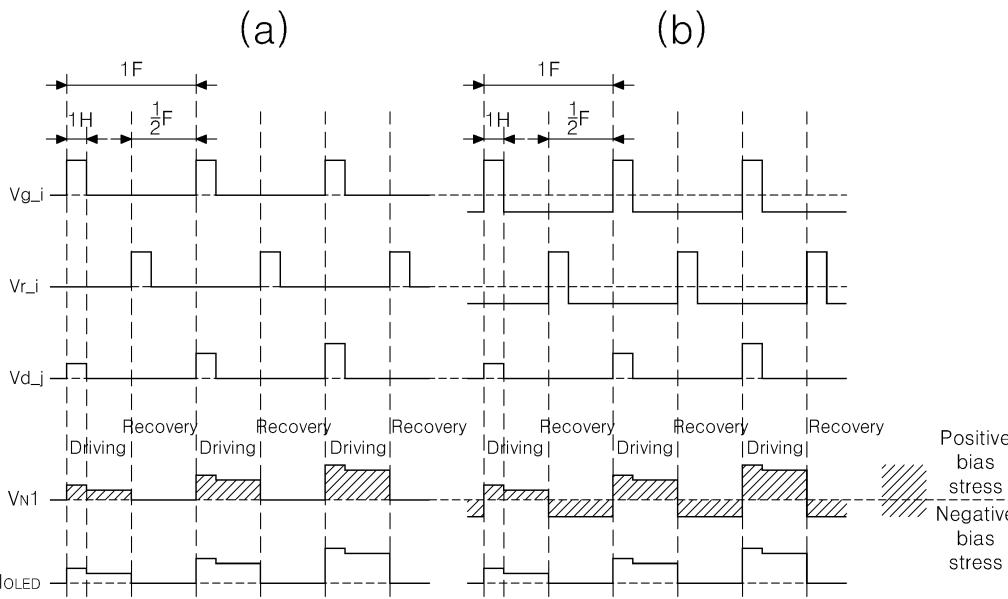 (a) (b)
1F 1F
1H 1/2F 1H 1/2F
Vg_i
Vr_i
Vd_j
Recovery Recovery Recovery Recovery Recovery Recovery
Driving Driving Driving Driving Driving Driving
Positive
bias
stress
VN1
Negative
bias
stress
IOLED